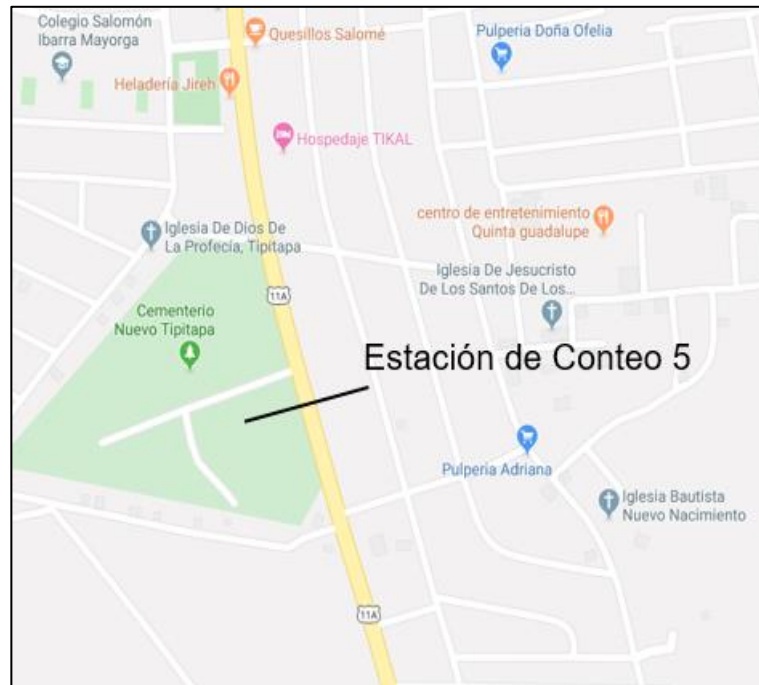 Colegio Salomón
Ibarra Mayorga
Quesillos Salomé
Pulperia Doña Ofelia
Heladería Jireh
Hospedaje TIKAL
centro de entretenimiento
Quinta guadalupe
Iglesia De Dios De
La Profecía, Tipitapa
Iglesia De Jesucristo
De Los Santos De Los...
11A
Cementerio
Nuevo Tipitapa
Estación de Conteo 5
Pulperia Adriana
Iglesia Bautista
Nuevo Nacimiento
11A